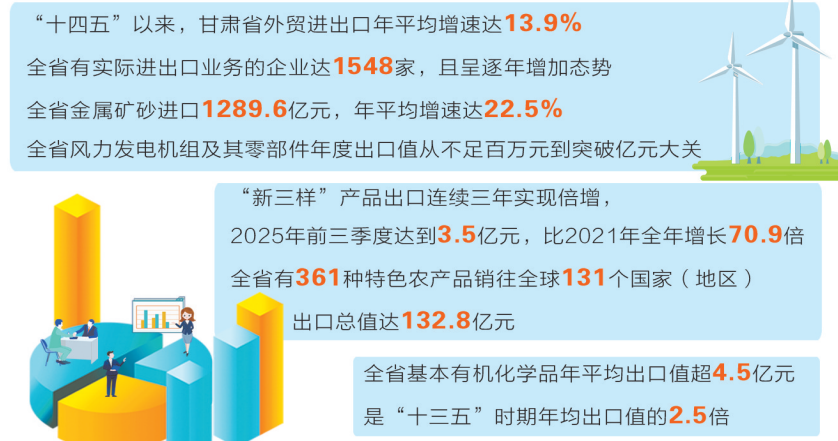 “十四五”以来，甘肃省外贸进出口年平均增速达13.9%
全省有实际进出口业务的企业达1548家，且呈逐年增加态势
全省金属矿砂进口1289.6亿元，年平均增速达22.5%
全省风力发电机组及其零部件年度出口值从不足百万元到突破亿元大关
“新三样”产品出口连续三年实现倍增，
2025年前三季度达到3.5亿元，比2021年全年增长70.9倍
全省有361种特色农产品销往全球131个国家（地区）
出口总值达132.8亿元
全省基本有机化学品年平均出口值超4.5亿元
是“十三五”时期年均出口值的2.5倍